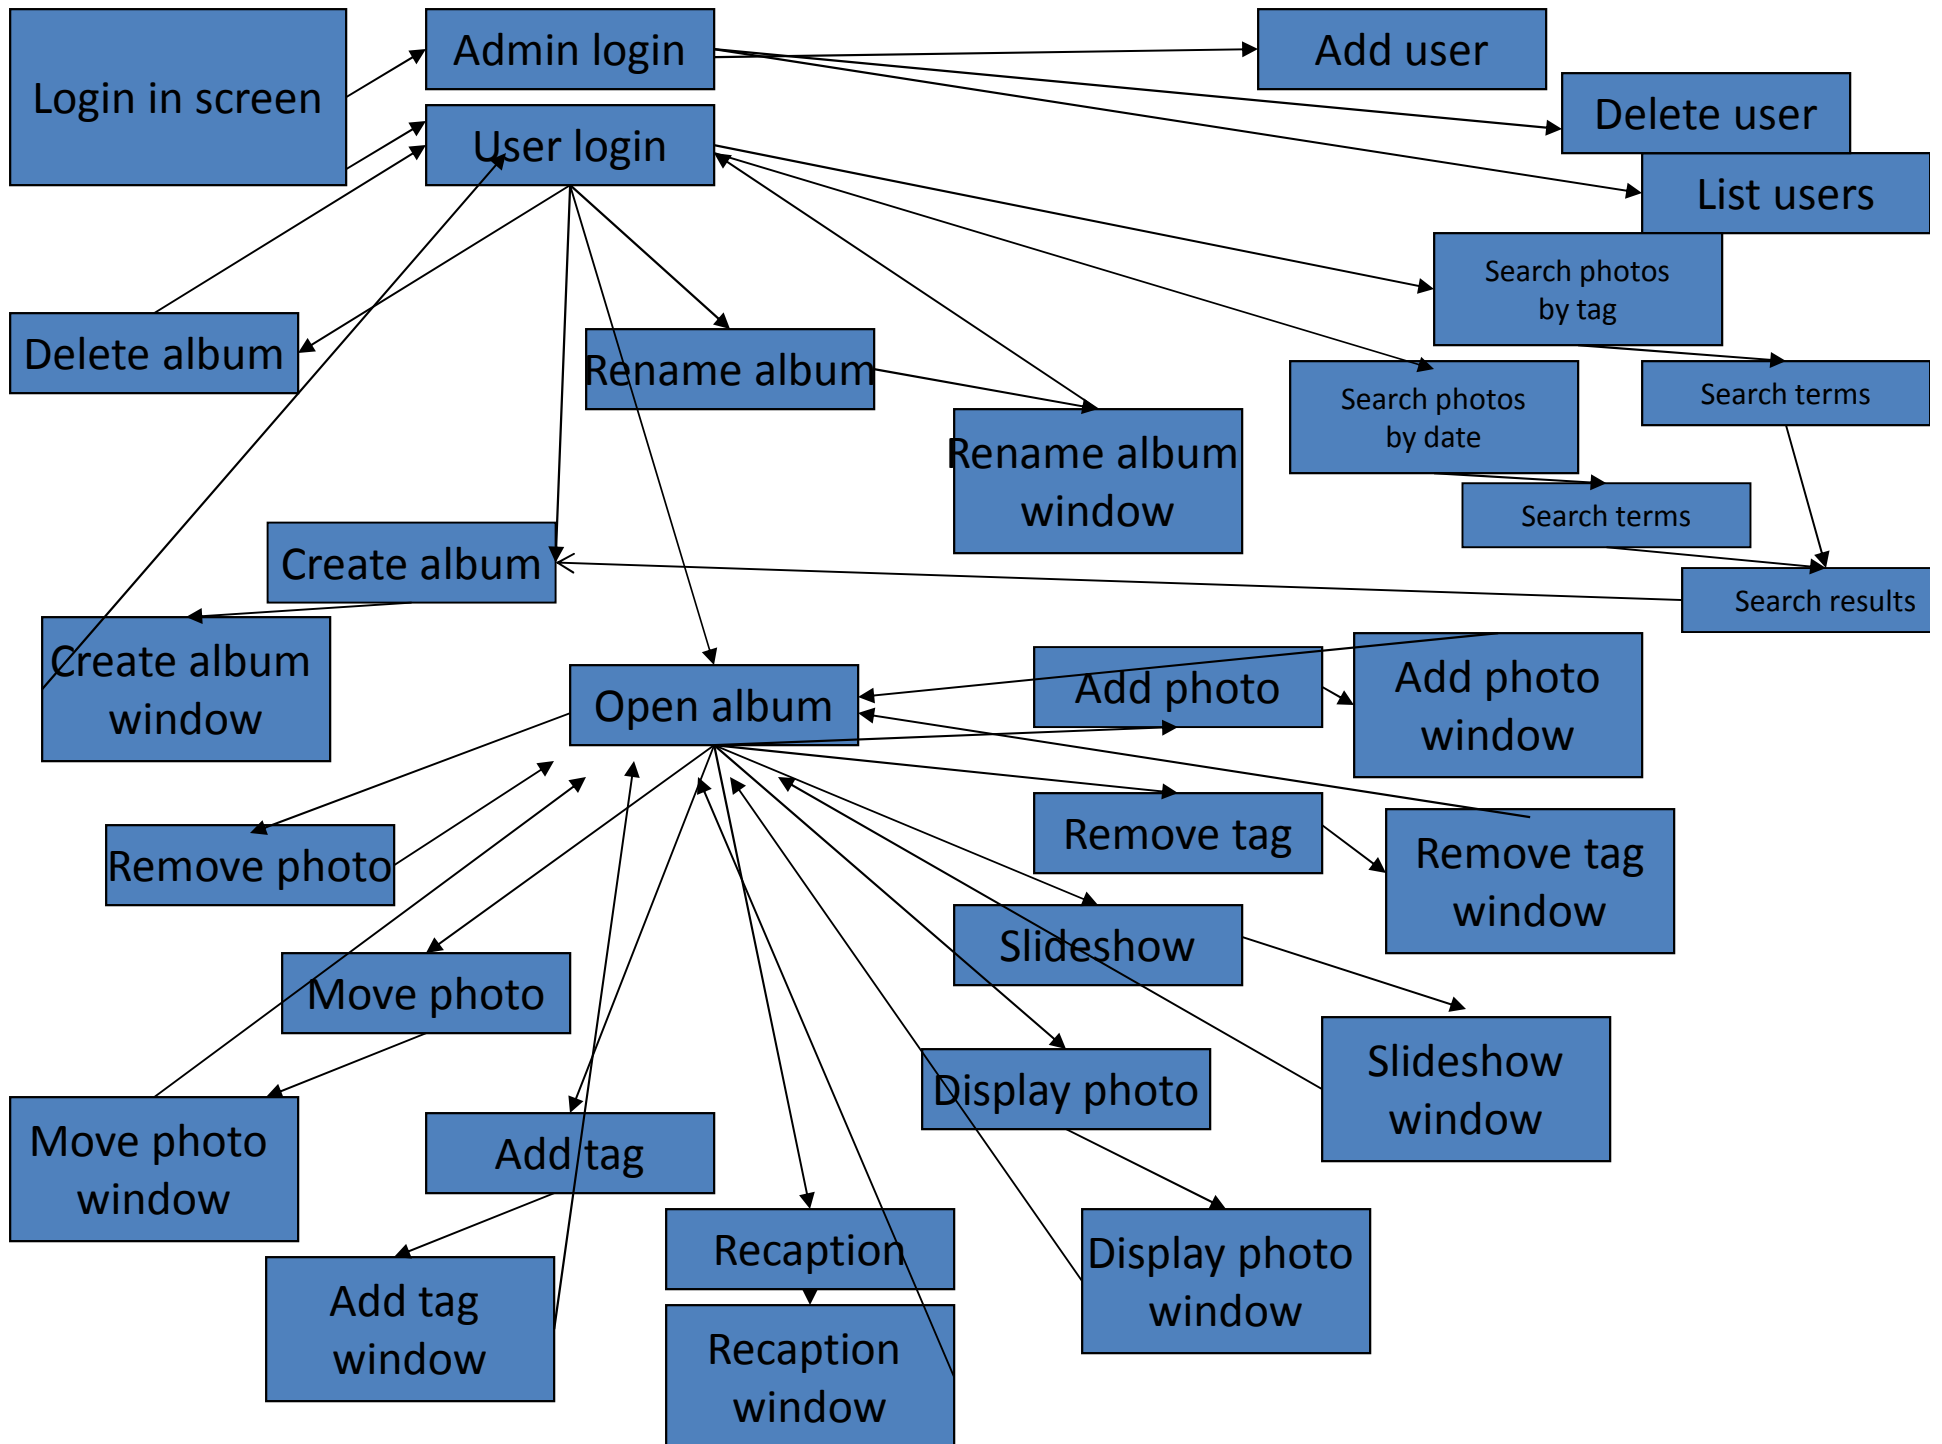 Login in screen
Admin login
Add user
Delete user
User login
List users
Search photos
by tag
Delete album
Rename album
Search photos
by date
Search terms
Rename album
window
Search terms
Create album
Search results
Create album
window
Open album
Add photo
Add photo
window
Remove photo
Remove tag
Remove tag
window
Slideshow
Move photo
Slideshow
window
Display photo
Move photo
window
Add tag
Recaption
Display photo
window
Add tag
window
Recaption
window